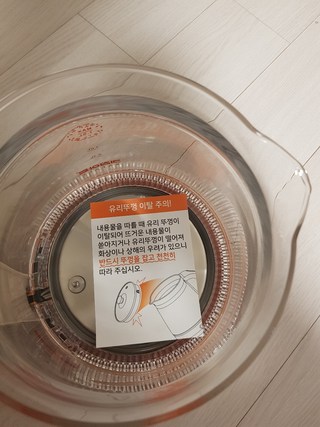 유리뚜껑 이탈 주의!
내용물을 따를 때 유리 뚜껑이
이탈되어 뜨거운 내용물이
쏟아지거나 유리뚜껑이 떨어져
화상이나 상해의 우려가 있으니
반드시 뚜껑을 잡고 천천히
따라 주십시오.